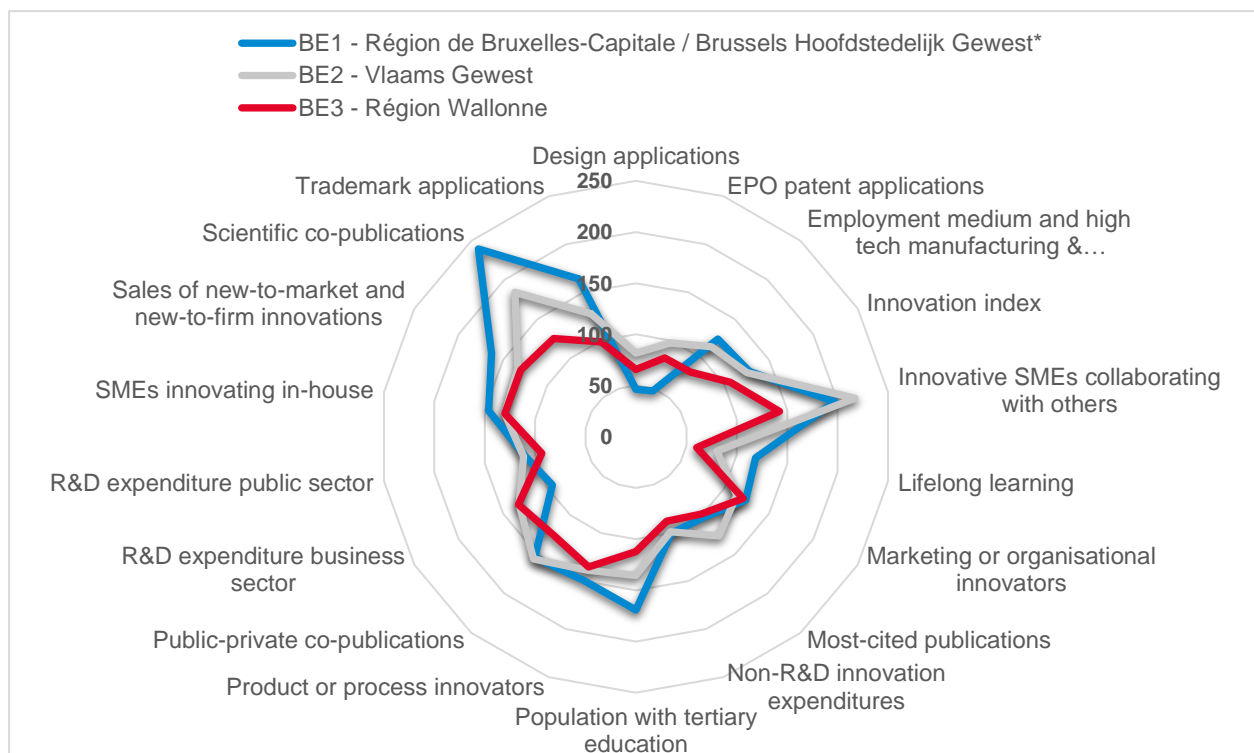 BE1 - Région de Bruxelles-Capitale / Brussels Hoofdstedelijk Gewest*
BE2 - Vlaams Gewest
BE3 - Région Wallonne
Design applications
EPO patent applications
Employment medium and high
tech manufacturing &…
Innovation index
Innovative SMEs collaborating
with others
Lifelong learning
Marketing or organisational
innovators
Most-cited publications
Non-R&D innovation
expenditures
Population with tertiary
education
Product or process innovators
Public-private co-publications
R&D expenditure business
sector
R&D expenditure public sector
SMEs innovating in-house
Sales of new-to-market and
new-to-firm innovations
Scientific co-publications
Trademark applications
250
200
150
100
50
0